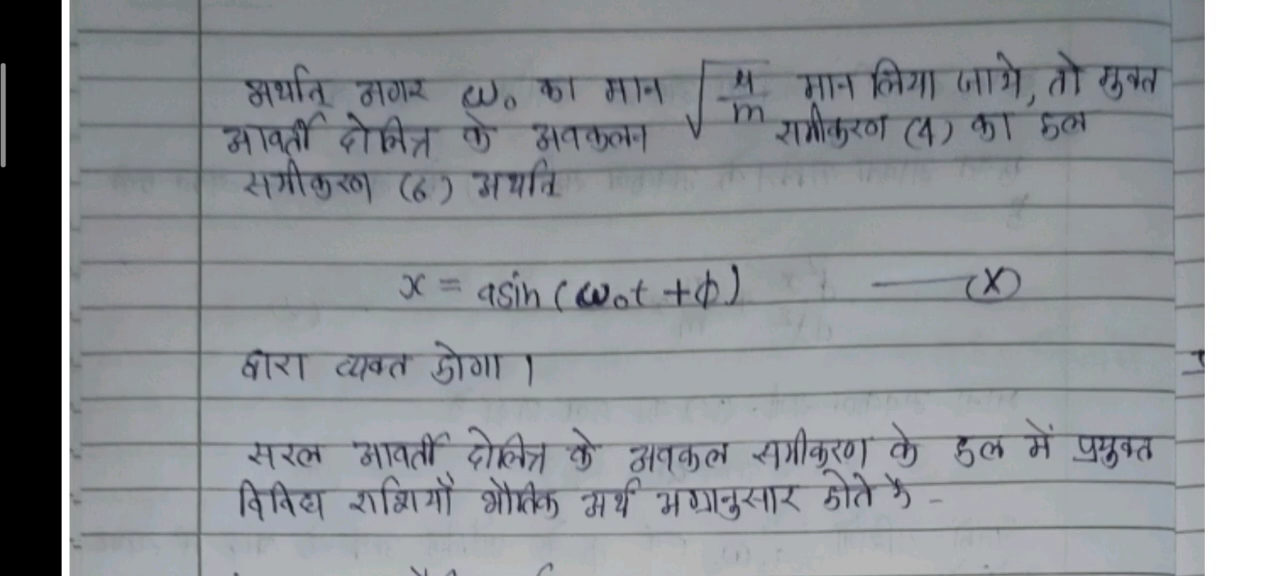 अर्थात् अगर ω₀ का मान √(μ/m) मान लिया जाये, तो मुक्त
आवर्ती दोलित्र के अवकलन समीकरण (4) का हल
समीकरण (6) अर्थात्
x = a sin (ω₀t + ϕ) —— (X)
द्वारा व्यक्त होगा ।
सरल आवर्ती दोलित्र के अवकल समीकरण के हल में प्रयुक्त
विविध राशियाँ भौतिक अर्थ अग्रानुसार होते है -